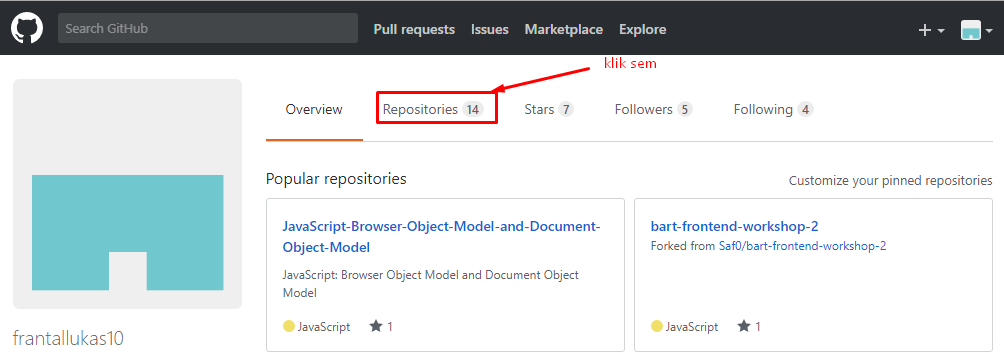 Search GitHub Pull requests Issues Marketplace Explore
klik sem
Overview Repositories 14 Stars 7 Followers 5 Following 4
Popular repositories Customize your pinned repositories
JavaScript-Browser-Object-Model-and-Document-
Object-Model
JavaScript: Browser Object Model and Document Object
Model
JavaScript 1
bart-frontend-workshop-2
Forked from Saf0/bart-frontend-workshop-2
JavaScript 1
frantallukas10